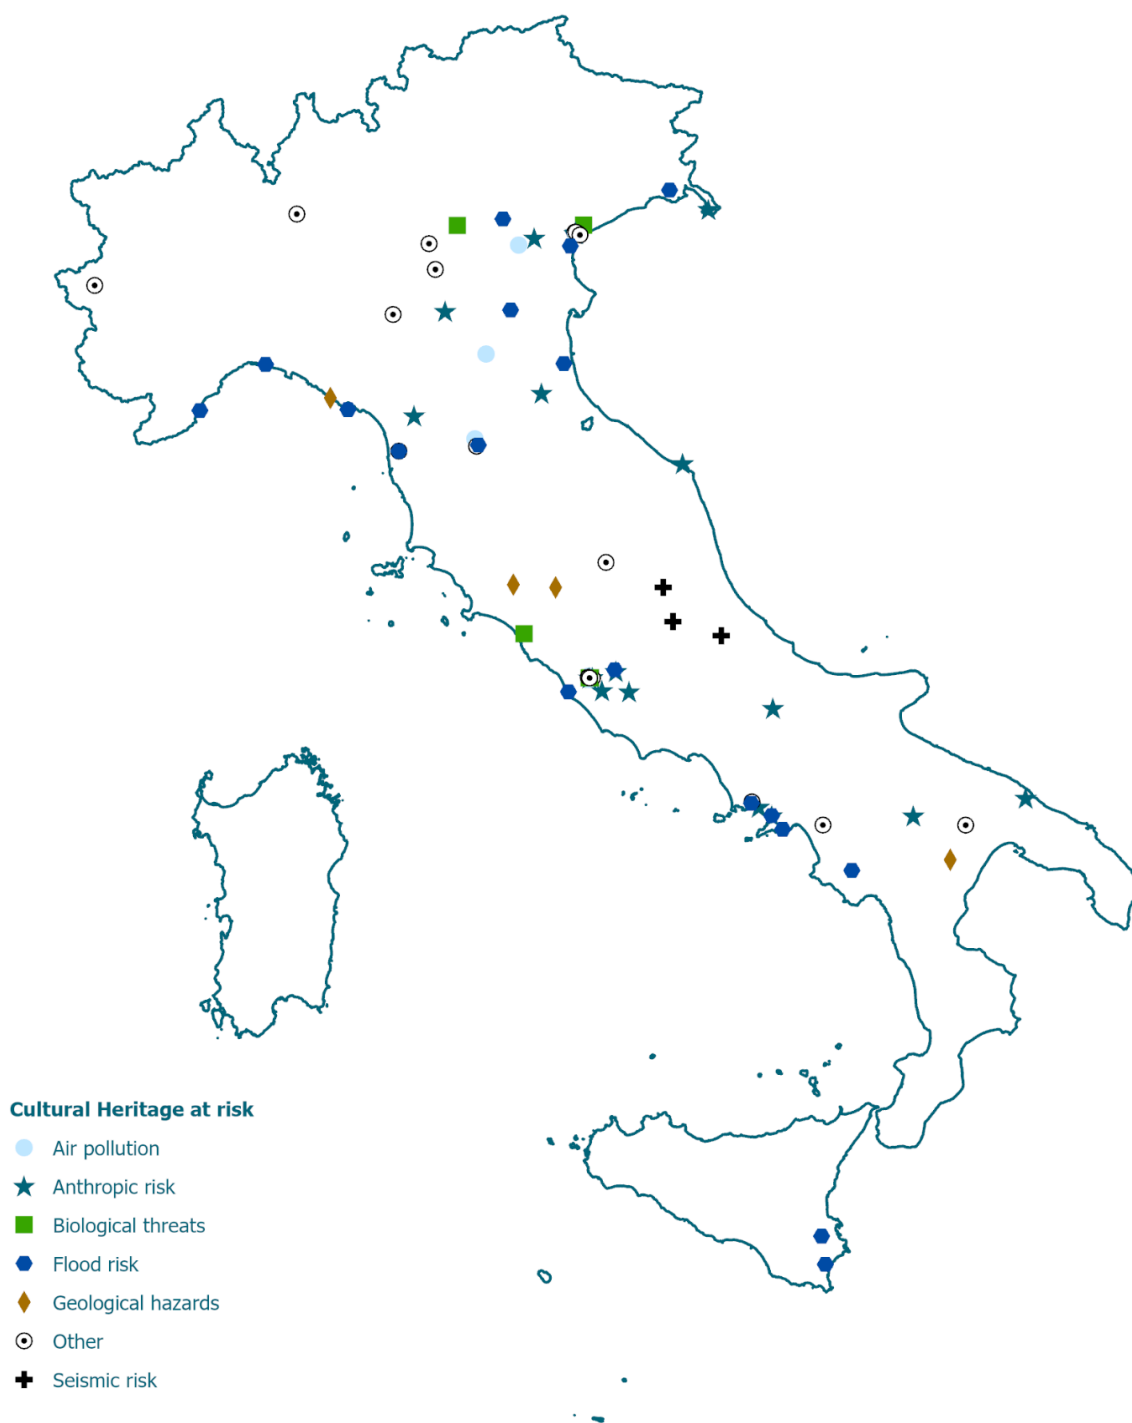 Cultural Heritage at risk
Air pollution
Anthropic risk
Biological threats
Flood risk
Geological hazards
Other
Seismic risk